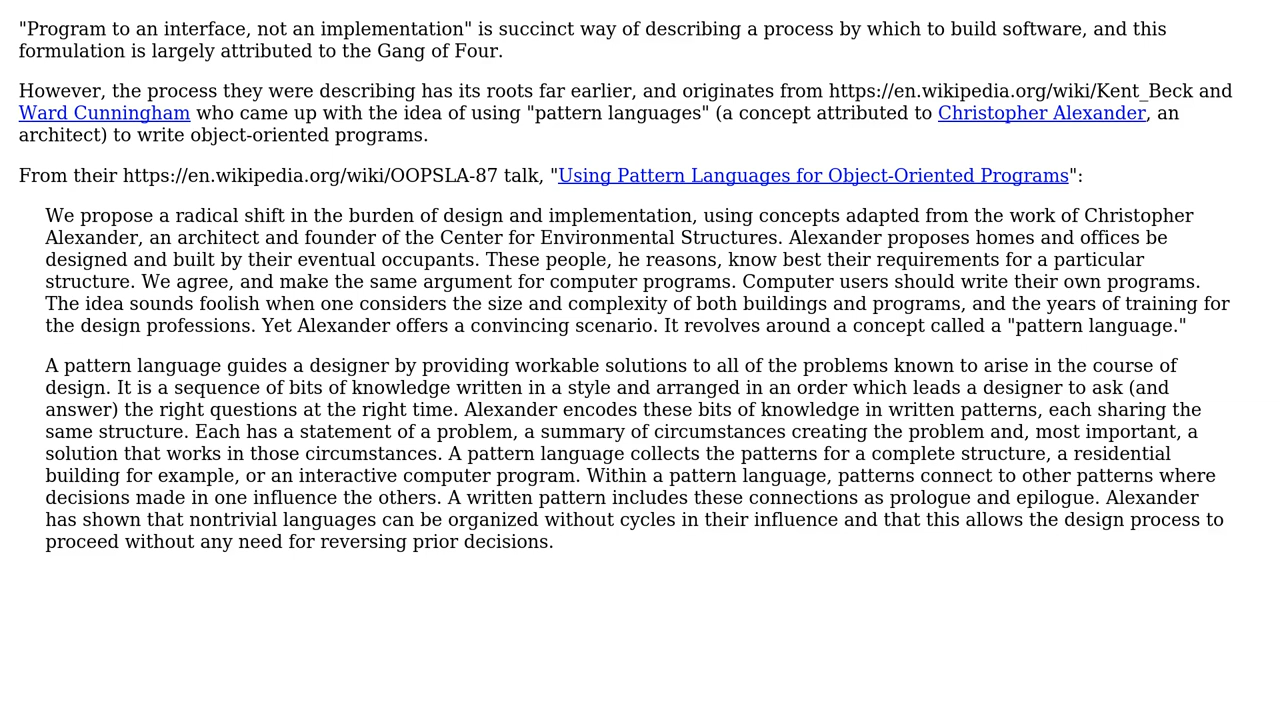 "Program to an interface, not an implementation" is succinct way of describing a process by which to build software, and this
formulation is largely attributed to the Gang of Four.
However, the process they were describing has its roots far earlier, and originates from https://en.wikipedia.org/wiki/Kent_Beck and
Ward Cunningham who came up with the idea of using "pattern languages" (a concept attributed to Christopher Alexander, an
architect) to write object-oriented programs.
From their https://en.wikipedia.org/wiki/OOPSLA-87 talk, "Using Pattern Languages for Object-Oriented Programs":
We propose a radical shift in the burden of design and implementation, using concepts adapted from the work of Christopher
Alexander, an architect and founder of the Center for Environmental Structures. Alexander proposes homes and offices be
designed and built by their eventual occupants. These people, he reasons, know best their requirements for a particular
structure. We agree, and make the same argument for computer programs. Computer users should write their own programs.
The idea sounds foolish when one considers the size and complexity of both buildings and programs, and the years of training for
the design professions. Yet Alexander offers a convincing scenario. It revolves around a concept called a "pattern language."
A pattern language guides a designer by providing workable solutions to all of the problems known to arise in the course of
design. It is a sequence of bits of knowledge written in a style and arranged in an order which leads a designer to ask (and
answer) the right questions at the right time. Alexander encodes these bits of knowledge in written patterns, each sharing the
same structure. Each has a statement of a problem, a summary of circumstances creating the problem and, most important, a
solution that works in those circumstances. A pattern language collects the patterns for a complete structure, a residential
building for example, or an interactive computer program. Within a pattern language, patterns connect to other patterns where
decisions made in one influence the others. A written pattern includes these connections as prologue and epilogue. Alexander
has shown that nontrivial languages can be organized without cycles in their influence and that this allows the design process to
proceed without any need for reversing prior decisions.